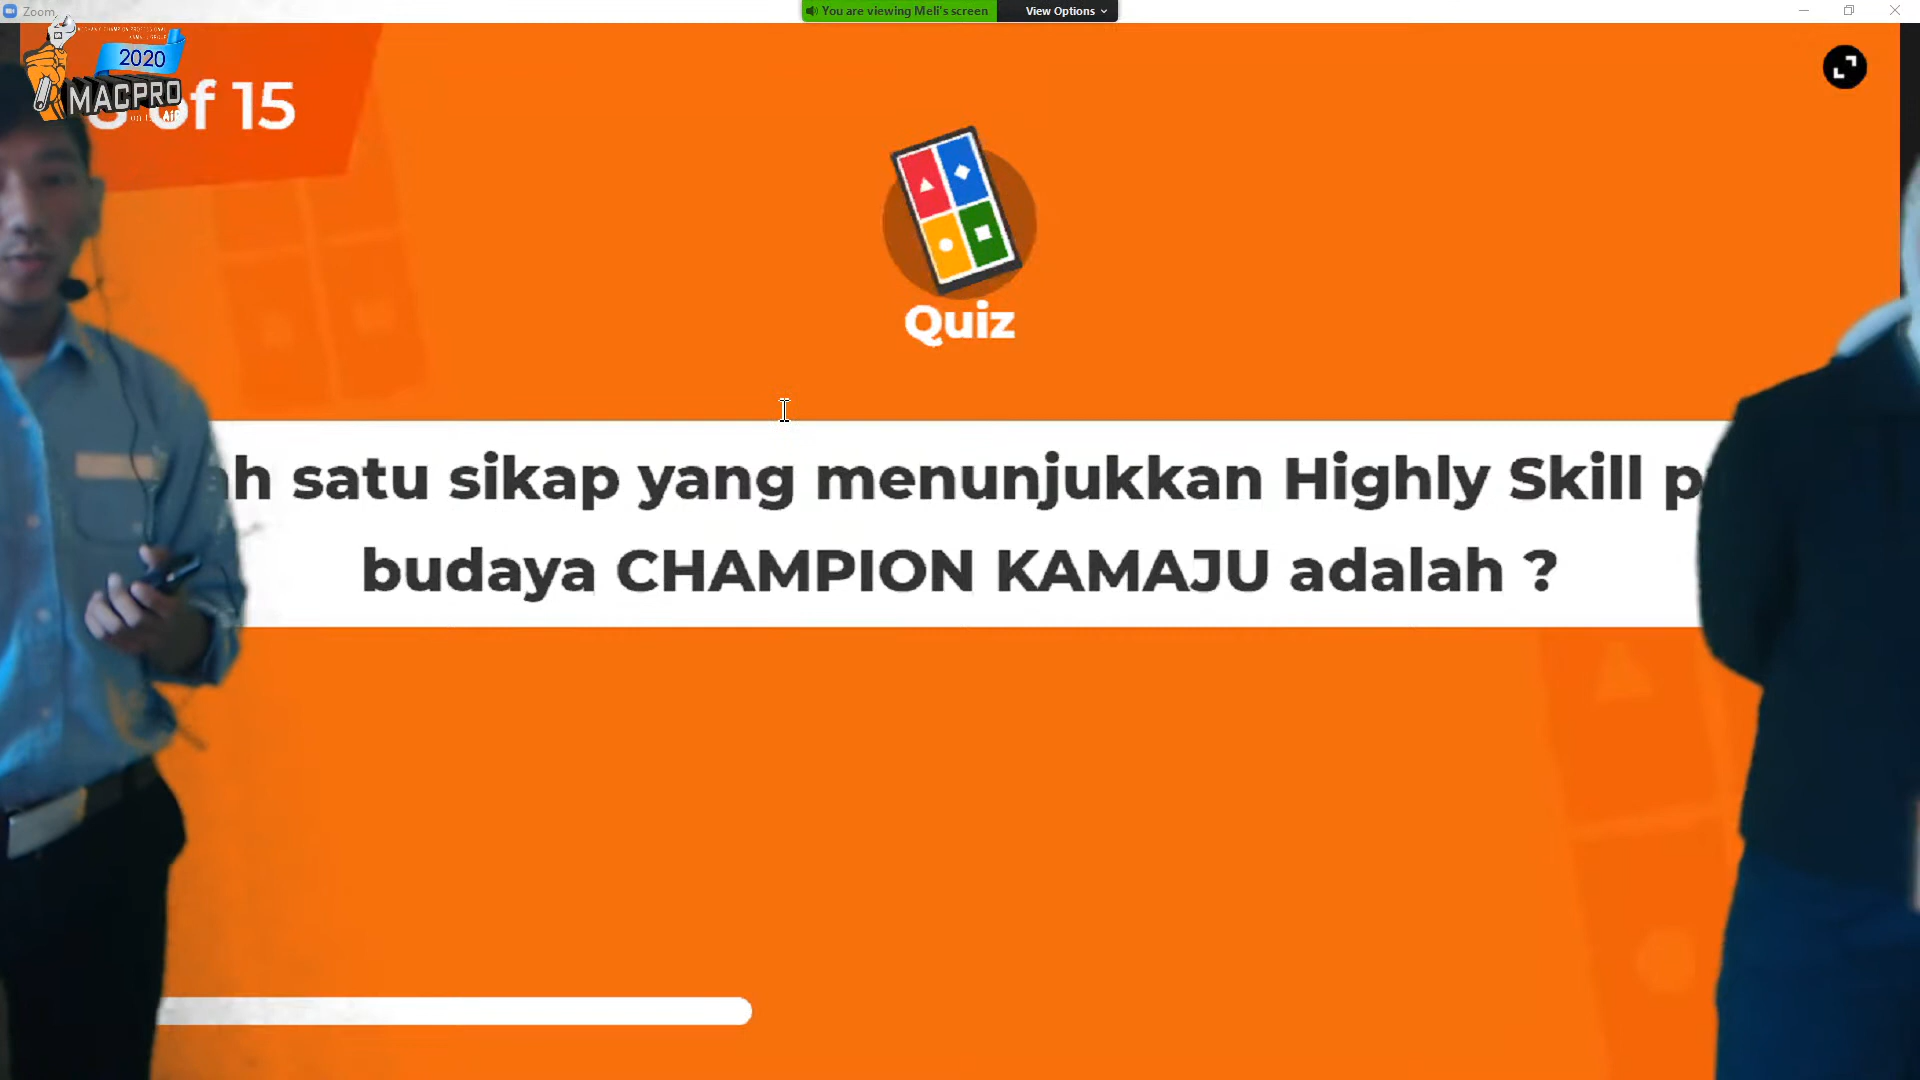 Zoom
You are viewing Meli's screen
View Options
2020
MACPRO
of 15
Quiz
satu sikap yang menunjukkan Highly Skill
budaya CHAMPION KAMAJU adalah ?